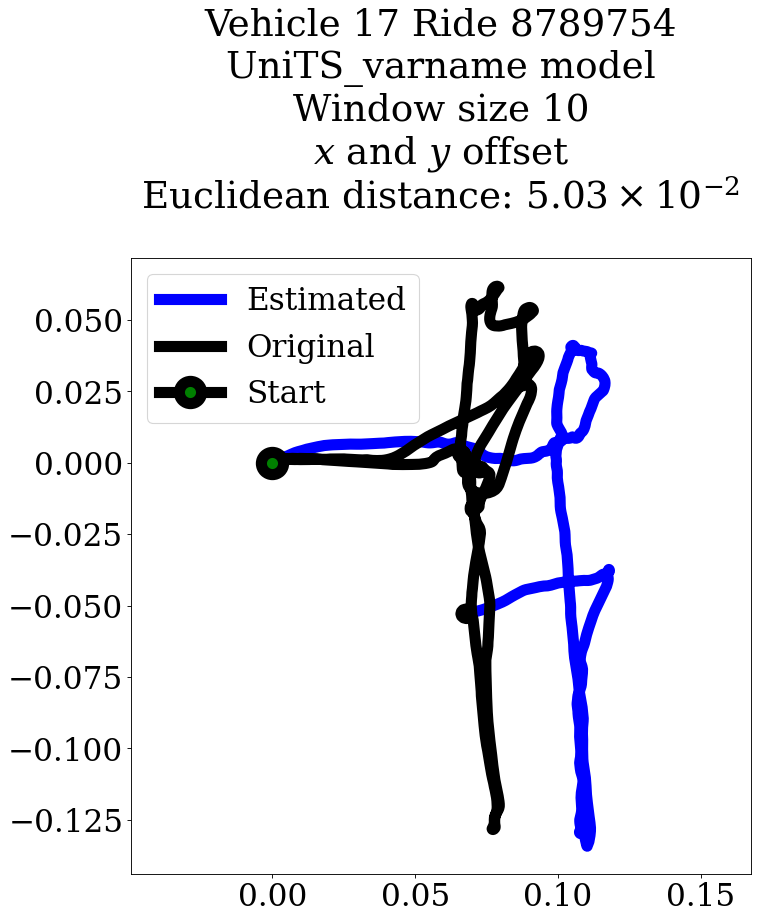 Vehicle 17 Ride 8789754
UniTS_varname model
Window size 10
x and y offset
Euclidean distance: 5.03 × 10⁻²
Estimated
Original
Start
0.050
0.025
0.000
−0.025
−0.050
−0.075
−0.100
−0.125
0.00 0.05 0.10 0.15